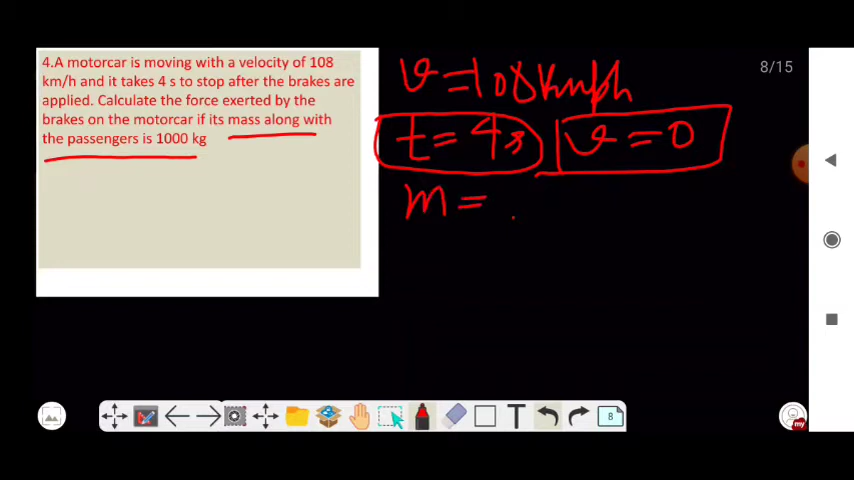 4.A motorcar is moving with a velocity of 108
km/h and it takes 4 s to stop after the brakes are
applied. Calculate the force exerted by the
brakes on the motorcar if its mass along with
the passengers is 1000 kg
v = 108 kmph
t = 4s v = 0
m =
8/15
T
8
my